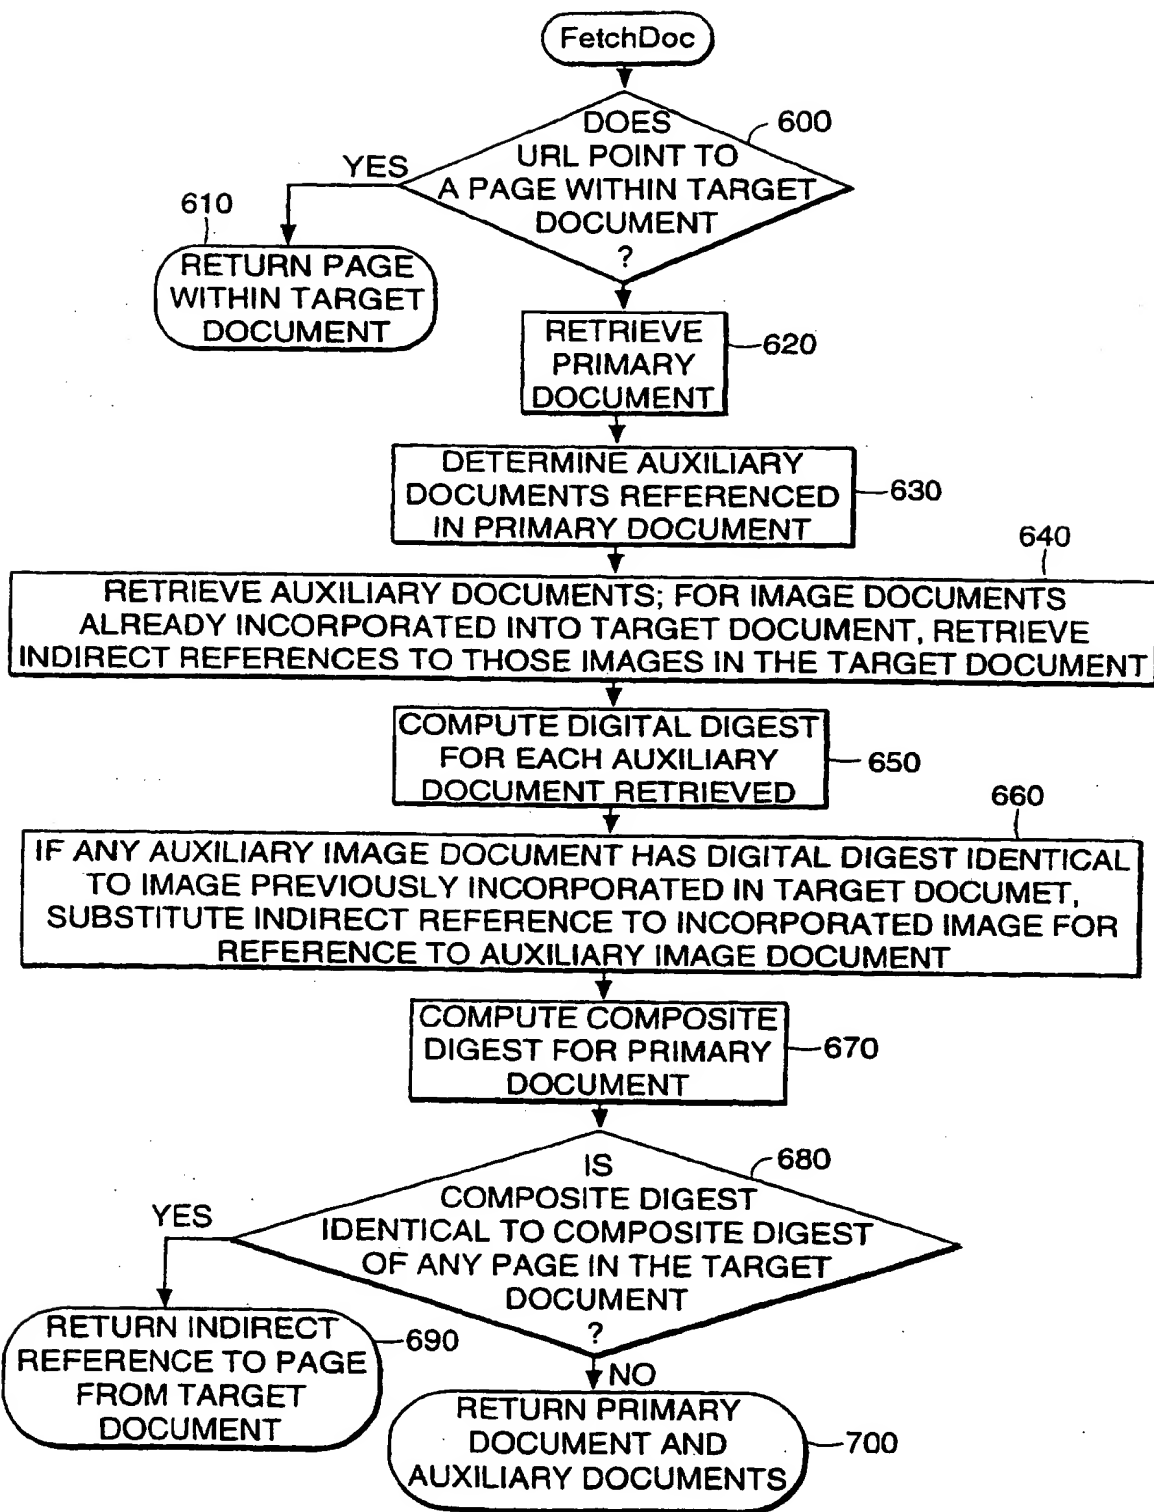 FetchDoc
DOES
URL POINT TO
A PAGE WITHIN TARGET
DOCUMENT
?
600
YES
610
RETURN PAGE
WITHIN TARGET
DOCUMENT
RETRIEVE
PRIMARY
DOCUMENT
620
DETERMINE AUXILIARY
DOCUMENTS REFERENCED
IN PRIMARY DOCUMENT
630
640
RETRIEVE AUXILIARY DOCUMENTS; FOR IMAGE DOCUMENTS
ALREADY INCORPORATED INTO TARGET DOCUMENT, RETRIEVE
INDIRECT REFERENCES TO THOSE IMAGES IN THE TARGET DOCUMENT
COMPUTE DIGITAL DIGEST
FOR EACH AUXILIARY
DOCUMENT RETRIEVED
650
660
IF ANY AUXILIARY IMAGE DOCUMENT HAS DIGITAL DIGEST IDENTICAL
TO IMAGE PREVIOUSLY INCORPORATED IN TARGET DOCUMET,
SUBSTITUTE INDIRECT REFERENCE TO INCORPORATED IMAGE FOR
REFERENCE TO AUXILIARY IMAGE DOCUMENT
COMPUTE COMPOSITE
DIGEST FOR PRIMARY
DOCUMENT
670
IS
COMPOSITE DIGEST
IDENTICAL TO COMPOSITE DIGEST
OF ANY PAGE IN THE TARGET
DOCUMENT
?
680
YES
RETURN INDIRECT
REFERENCE TO PAGE
FROM TARGET
DOCUMENT
690
NO
RETURN PRIMARY
DOCUMENT AND
AUXILIARY DOCUMENTS
700